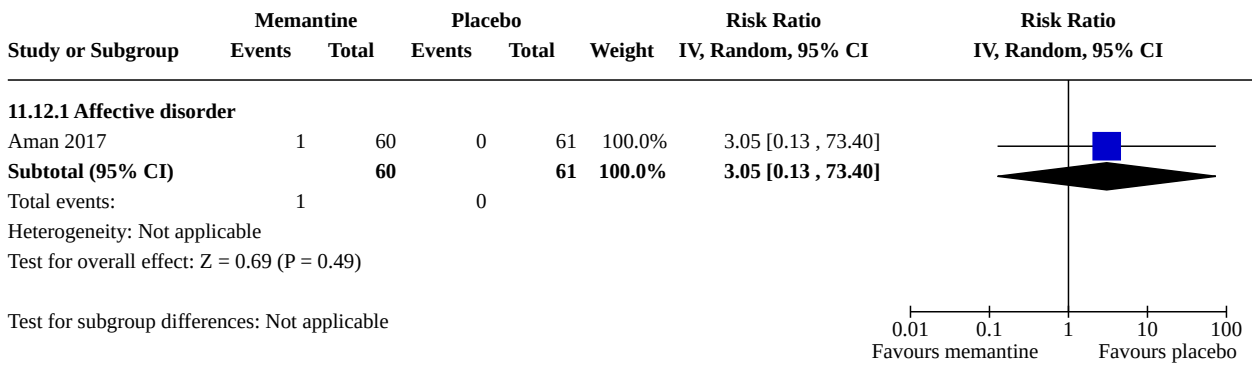 Memantine Placebo Risk Ratio Risk Ratio
Study or Subgroup Events Total Events Total Weight IV, Random, 95% CI IV, Random, 95% CI
11.12.1 Affective disorder
Aman 2017 1 60 0 61 100.0% 3.05 [0.13 , 73.40]
Subtotal (95% CI) 60 61 100.0% 3.05 [0.13 , 73.40]
Total events: 1 0
Heterogeneity: Not applicable
Test for overall effect: Z = 0.69 (P = 0.49)
Test for subgroup differences: Not applicable
0.01 0.1 1 10 100
Favours memantine Favours placebo